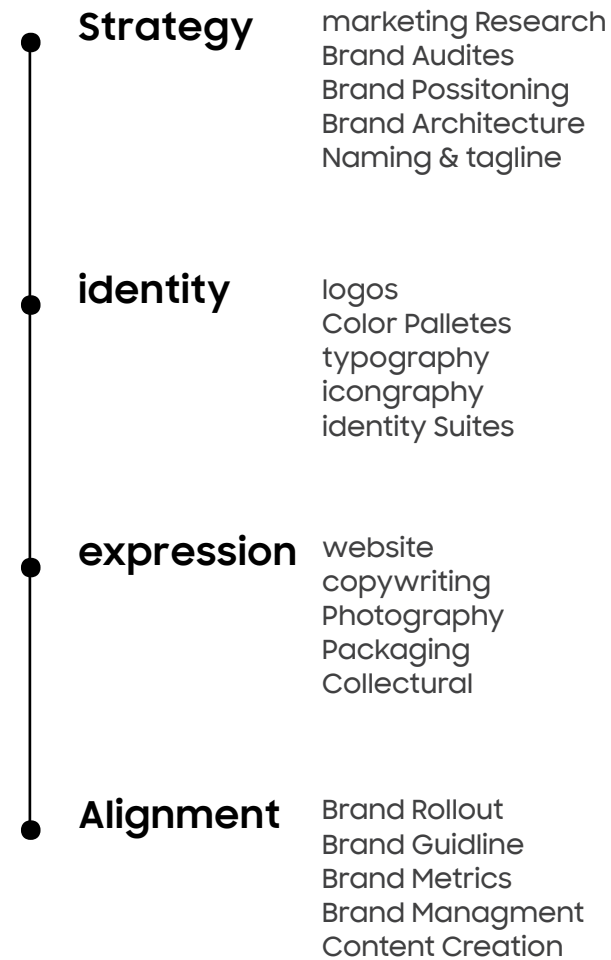 Strategy
marketing Research
Brand Audites
Brand Possitoning
Brand Architecture
Naming & tagline
identity
logos
Color Palletes
typography
icongraphy
identity Suites
expression
website
copywriting
Photography
Packaging
Collectural
Alignment
Brand Rollout
Brand Guidline
Brand Metrics
Brand Managment
Content Creation